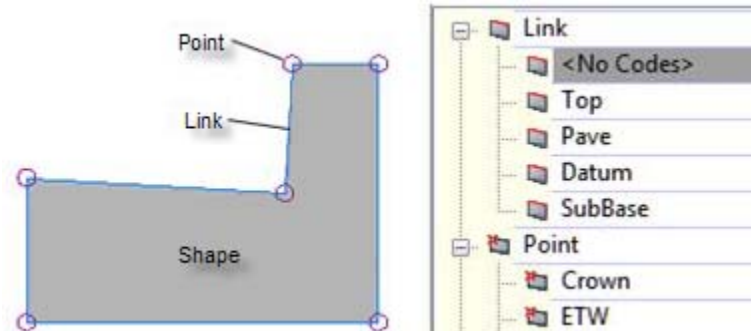 Point
Link
Shape
Link
<No Codes>
Top
Pave
Datum
SubBase
Point
Crown
ETW